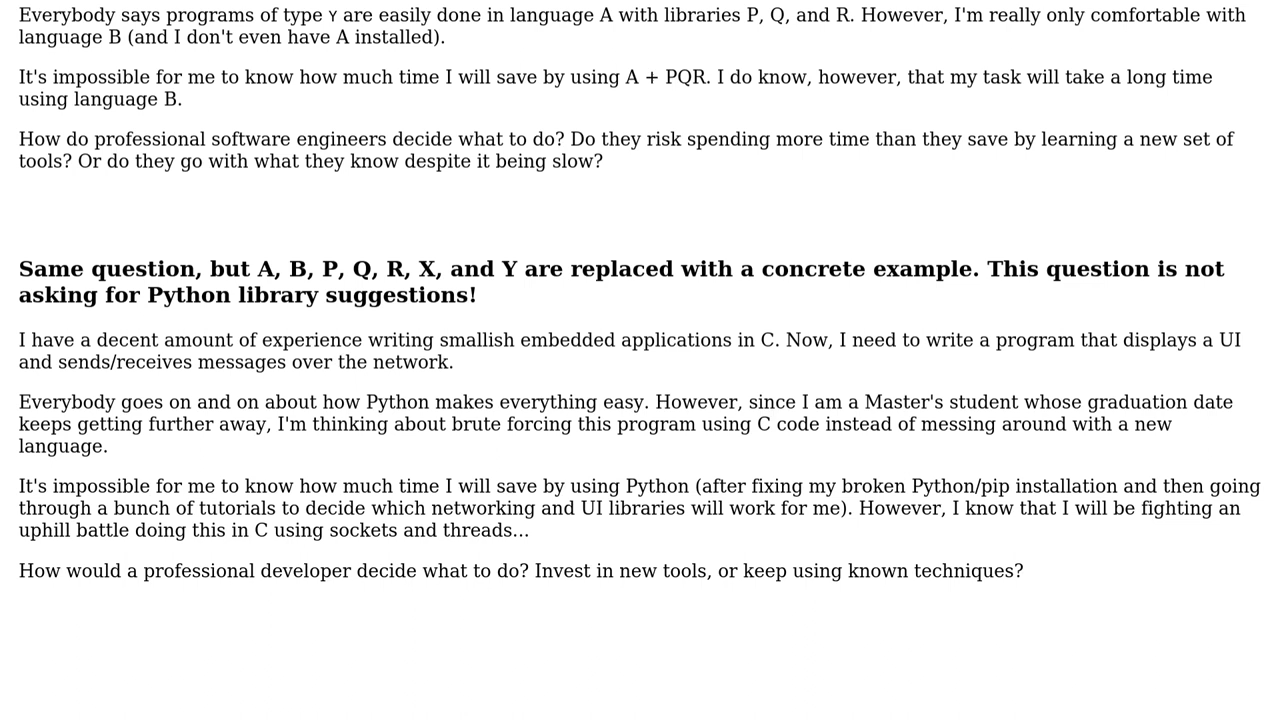 Everybody says programs of type Y are easily done in language A with libraries P, Q, and R. However, I'm really only comfortable with
language B (and I don't even have A installed).
It's impossible for me to know how much time I will save by using A + PQR. I do know, however, that my task will take a long time
using language B.
How do professional software engineers decide what to do? Do they risk spending more time than they save by learning a new set of
tools? Or do they go with what they know despite it being slow?
Same question, but A, B, P, Q, R, X, and Y are replaced with a concrete example. This question is not
asking for Python library suggestions!
I have a decent amount of experience writing smallish embedded applications in C. Now, I need to write a program that displays a UI
and sends/receives messages over the network.
Everybody goes on and on about how Python makes everything easy. However, since I am a Master's student whose graduation date
keeps getting further away, I'm thinking about brute forcing this program using C code instead of messing around with a new
language.
It's impossible for me to know how much time I will save by using Python (after fixing my broken Python/pip installation and then going
through a bunch of tutorials to decide which networking and UI libraries will work for me). However, I know that I will be fighting an
uphill battle doing this in C using sockets and threads...
How would a professional developer decide what to do? Invest in new tools, or keep using known techniques?